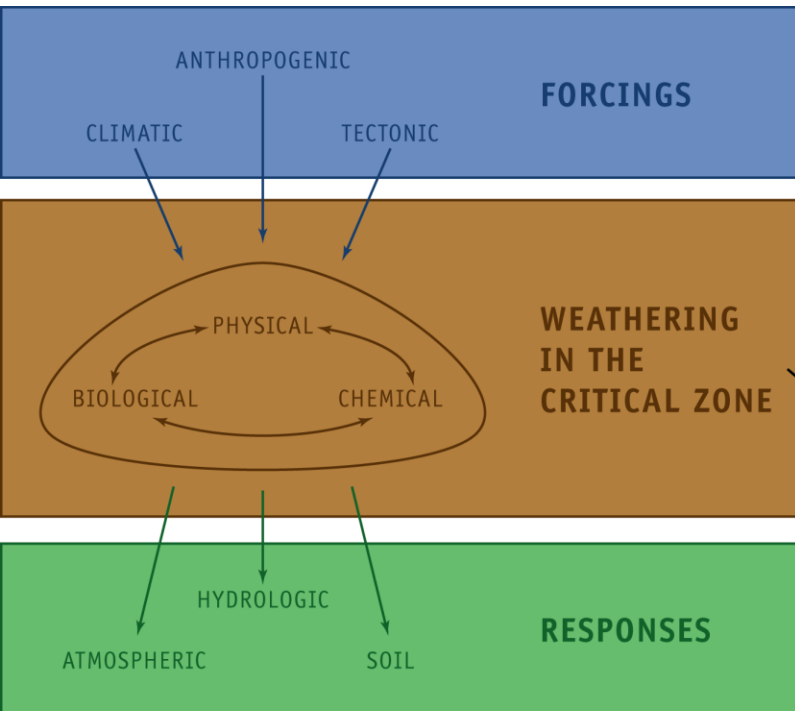 ANTHROPOGENIC
CLIMATIC
TECTONIC
FORCINGS
PHYSICAL
BIOLOGICAL
CHEMICAL
WEATHERING
IN THE
CRITICAL ZONE
HYDROLOGIC
ATMOSPHERIC
SOIL
RESPONSES